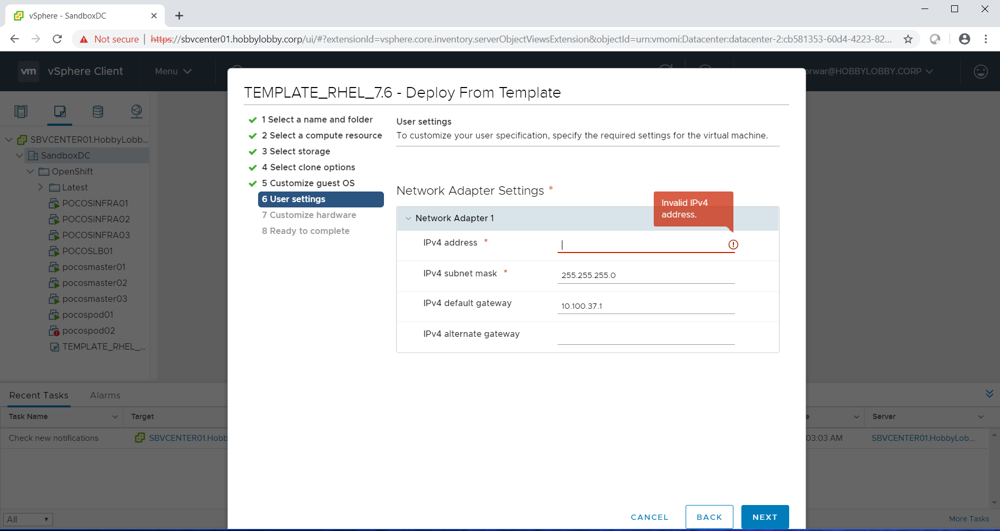 vSphere - SandboxDC
Not secure | https://sbvcenter01.hobbylobby.corp/ui/#?extensionId=vsphere.core.inventory.serverObjectViewsExtension&objectId=urn:vmomi:Datacenter:datacenter-2:cb581353-60d4-4223-82...
vm vSphere Client Menu
orwar@HOBBYLOBBY.CORP
SBVCENTER01.HobbyLobb...
SandboxDC
OpenShift
Latest
POCOSINFRA01
POCOSINFRA02
POCOSINFRA03
POCOSLB01
pocosmaster01
pocosmaster02
pocosmaster03
pocospod01
pocospod02
TEMPLATE_RHEL_...
TEMPLATE_RHEL_7.6 - Deploy From Template
1 Select a name and folder
2 Select a compute resource
3 Select storage
4 Select clone options
5 Customize guest OS
6 User settings
7 Customize hardware
8 Ready to complete
User settings
To customize your user specification, specify the required settings for the virtual machine.
Network Adapter Settings *
Invalid IPv4
address.
Network Adapter 1
IPv4 address *
IPv4 subnet mask * 255.255.255.0
IPv4 default gateway 10.100.37.1
IPv4 alternate gateway
CANCEL BACK NEXT
Recent Tasks Alarms
Task Name Target e Server
Check new notifications SBVCENTER01.Hobb 03:03 AM SBVCENTER01.HobbyLob...
All More Tasks